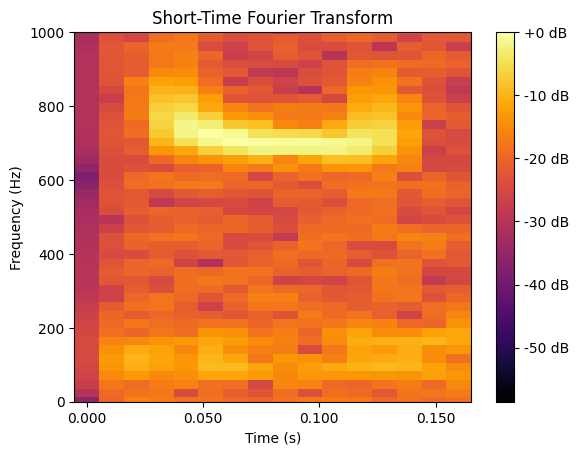 Short-Time Fourier Transform
Frequency (Hz)
1000
800
600
400
200
0
0.000
0.050
0.100
0.150
Time (s)
+0 dB
-10 dB
-20 dB
-30 dB
-40 dB
-50 dB